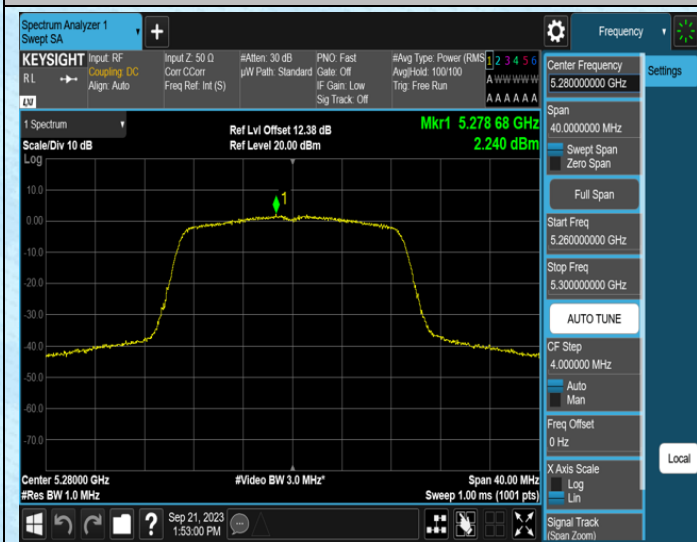 Spectrum Analyzer 1
Swept SA
Frequency
KEYSIGHT
RL
LXI
Input: RF
Coupling: DC
Align: Auto
Input Z: 50 Ω
Corr CCorr
Freq Ref: Int (S)
#Atten: 30 dB
µW Path: Standard
PNO: Fast
Gate: Off
IF Gain: Low
Sig Track: Off
#Avg Type: Power (RMS
Avg|Hold: 100/100
Trig: Free Run
1 2 3 4 5 6
A W W W W W
A A A A A A
1 Spectrum
Scale/Div 10 dB
Ref Lvl Offset 12.38 dB
Ref Level 20.00 dBm
Mkr1 5.278 68 GHz
2.240 dBm
Log
1
10.0
0.00
-10.0
-20.0
-30.0
-40.0
-50.0
-60.0
-70.0
Center 5.28000 GHz
#Res BW 1.0 MHz
#Video BW 3.0 MHz*
Span 40.00 MHz
Sweep 1.00 ms (1001 pts)
?
Sep 21, 2023
1:53:00 PM
Center Frequency
5.280000000 GHz
Span
40.0000000 MHz
Swept Span
Zero Span
Full Span
Start Freq
5.260000000 GHz
Stop Freq
5.300000000 GHz
AUTO TUNE
CF Step
4.000000 MHz
Auto
Man
Freq Offset
0 Hz
X Axis Scale
Log
Lin
Signal Track
(Span Zoom)
Settings
Local